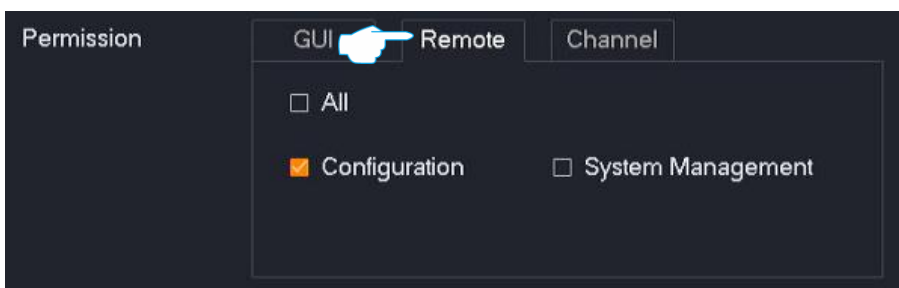 Permission GUI Remote Channel
All
Configuration System Management